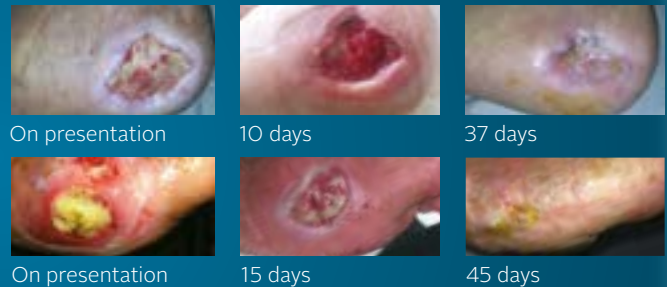 On presentation
10 days
37 days
On presentation
15 days
45 days